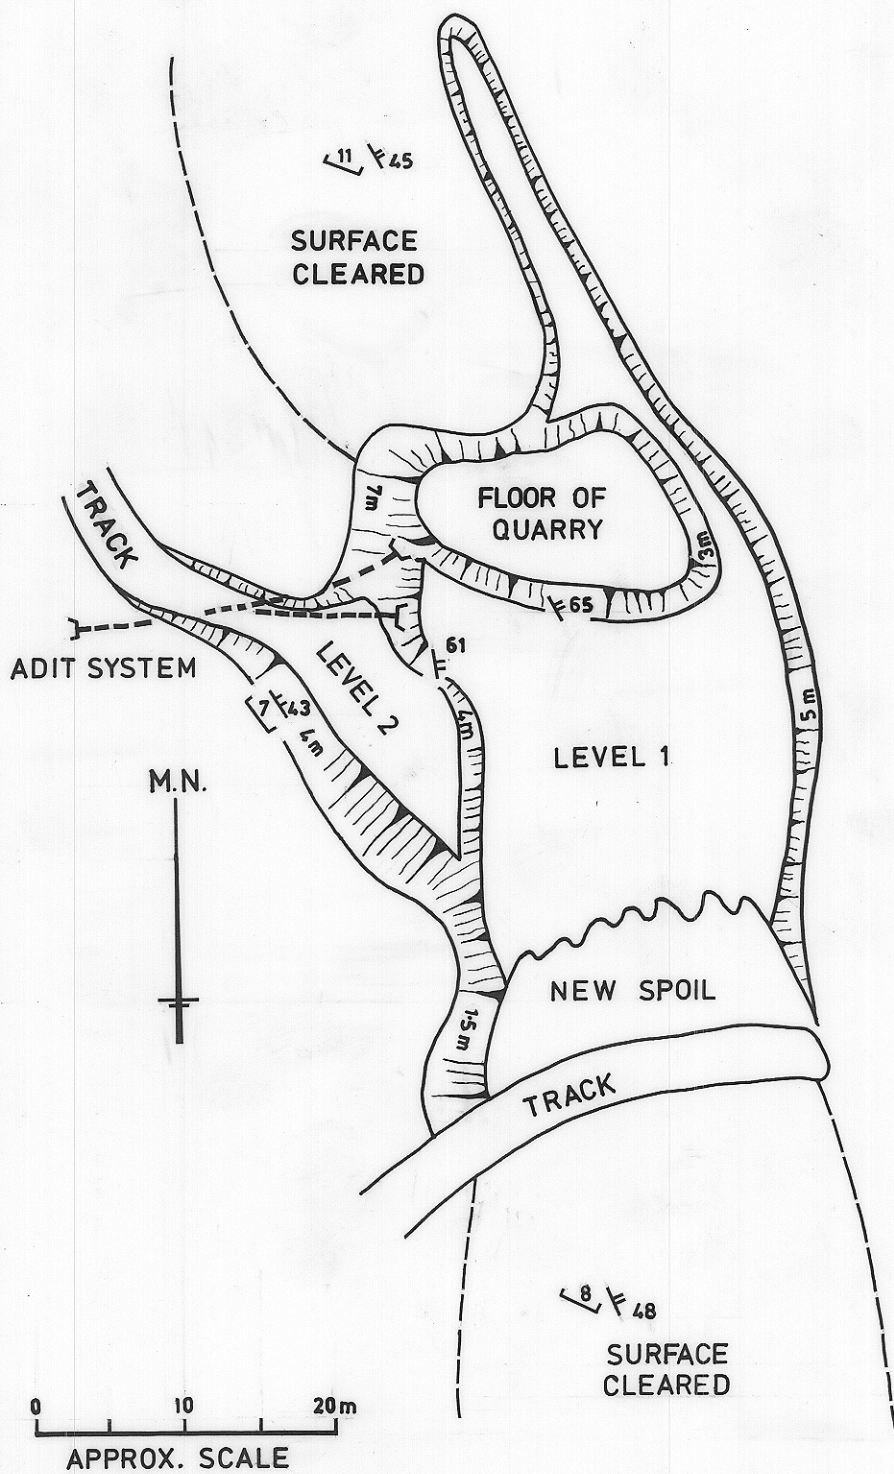 11
45
SURFACE
CLEARED
TRACK
7m
FLOOR OF
QUARRY
3m
65
ADIT SYSTEM
LEVEL 2
61
7
43
4m
4m
5m
LEVEL 1
M.N.
NEW SPOIL
1·5m
TRACK
8
48
SURFACE
CLEARED
0 10 20m
APPROX. SCALE